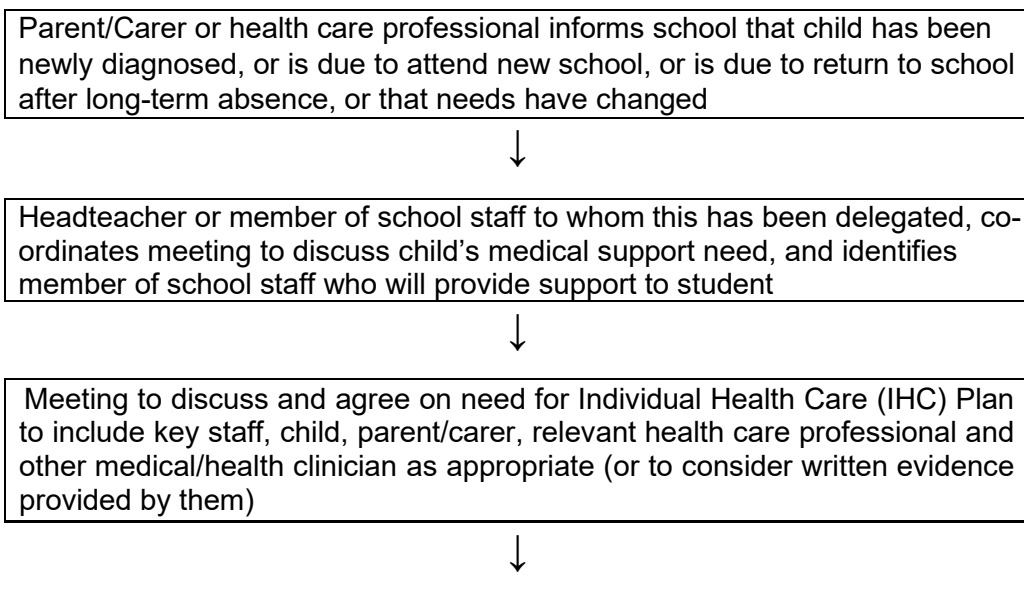 Parent/Carer or health care professional informs school that child has been
newly diagnosed, or is due to attend new school, or is due to return to school
after long-term absence, or that needs have changed
↓
Headteacher or member of school staff to whom this has been delegated, co-
ordinates meeting to discuss child’s medical support need, and identifies
member of school staff who will provide support to student
↓
Meeting to discuss and agree on need for Individual Health Care (IHC) Plan
to include key staff, child, parent/carer, relevant health care professional and
other medical/health clinician as appropriate (or to consider written evidence
provided by them)
↓